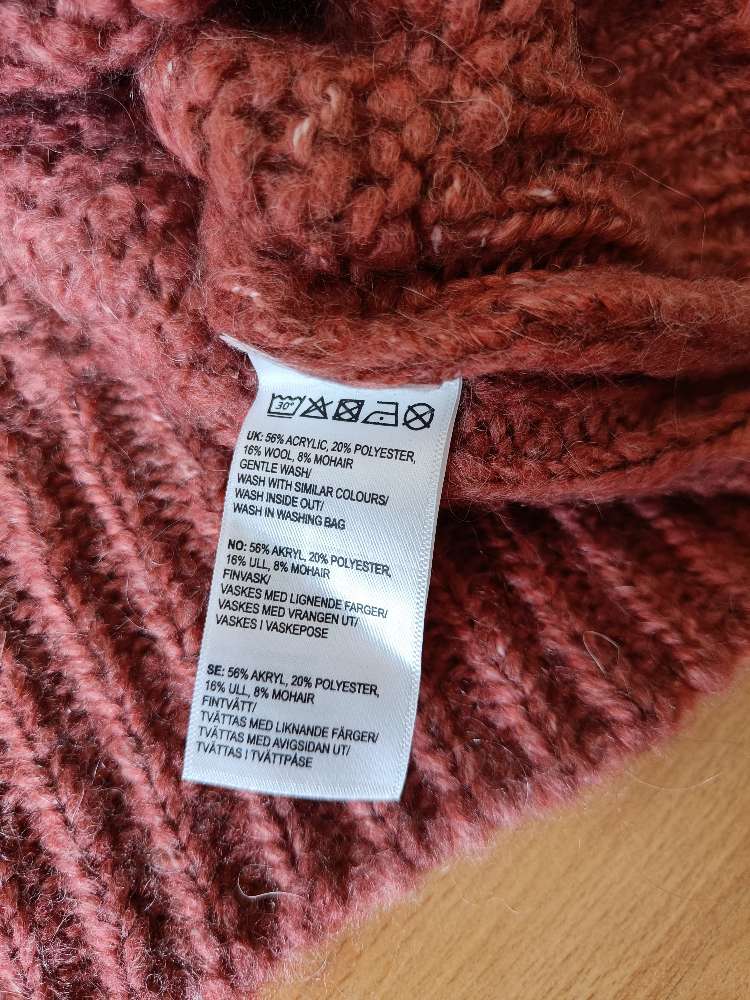 30°
UK: 56% ACRYLIC, 20% POLYESTER,
16% WOOL, 8% MOHAIR
GENTLE WASH/
WASH WITH SIMILAR COLOURS/
WASH INSIDE OUT/
WASH IN WASHING BAG
NO: 56% AKRYL, 20% POLYESTER,
16% ULL, 8% MOHAIR
FINVASK/
VASKES MED LIGNENDE FARGER/
VASKES MED VRANGEN UT/
VASKES I VASKEPOSE
SE: 56% AKRYL, 20% POLYESTER,
16% ULL, 8% MOHAIR
FINTVÄTT/
TVÄTTAS MED LIKNANDE FÄRGER/
TVÄTTAS MED AVIGSIDAN UT/
TVÄTTAS I TVÄTTPÅSE